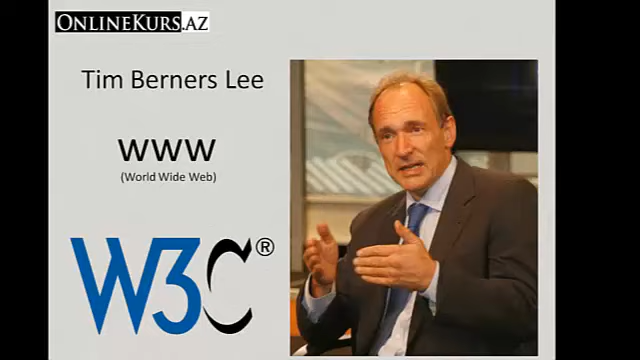 ONLINEKURS.AZ
Tim Berners Lee
WWW
(World Wide Web)
W3C®